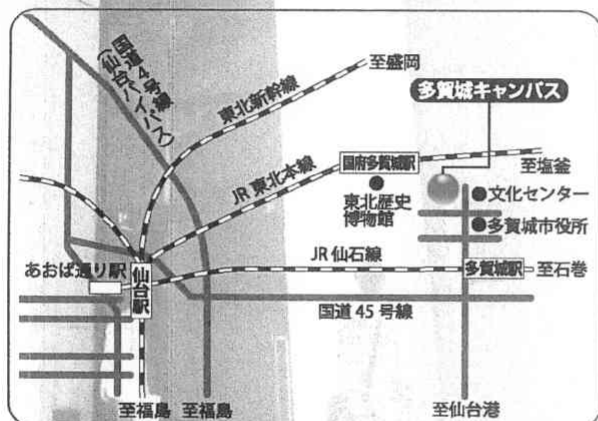 国道4号線
(仙台バイパス)
東北新幹線
至盛岡
多賀城キャンパス
JR 東北本線
国府多賀城駅
至塩釜
東北歴史
博物館
文化センター
多賀城市役所
あおば通り駅
仙台駅
JR 仙石線
多賀城駅
至石巻
国道 45 号線
至福島
至福島
至仙台港